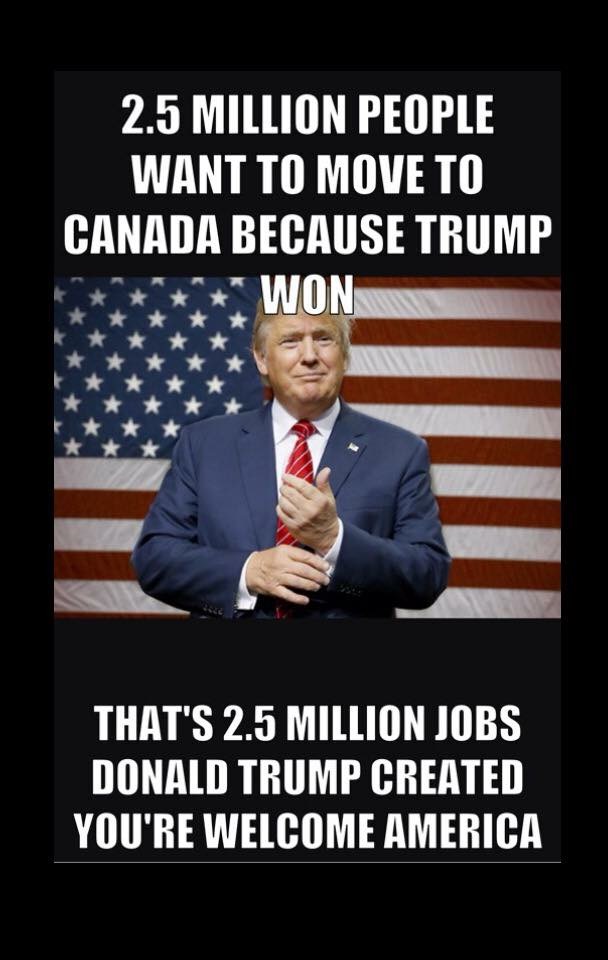 2.5 MILLION PEOPLE
WANT TO MOVE TO
CANADA BECAUSE TRUMP
WON
THAT'S 2.5 MILLION JOBS
DONALD TRUMP CREATED
YOU'RE WELCOME AMERICA